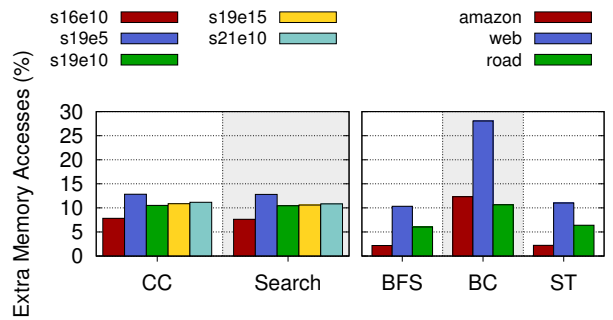 s16e10 s19e15 amazon
s19e5 s21e10 web
s19e10 road
Extra Memory Accesses (%)
30
25
20
15
10
5
0
CC Search BFS BC ST